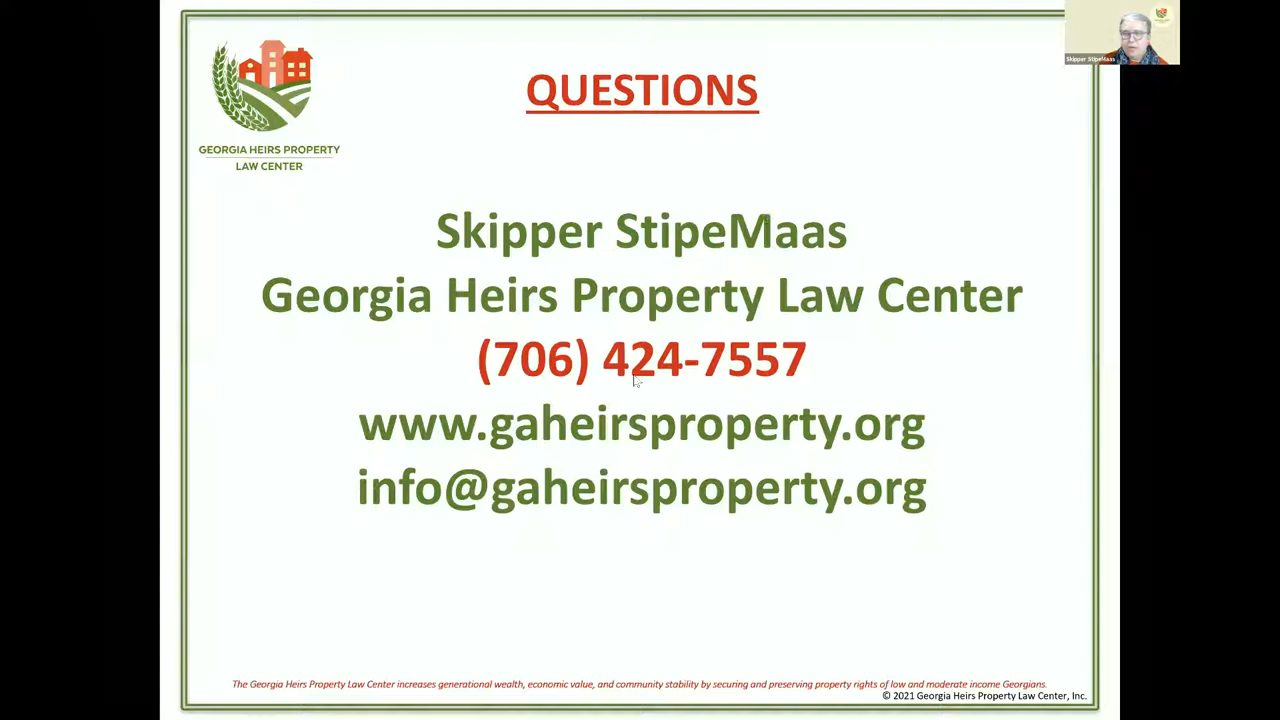 Skipper StipeMaas
QUESTIONS
GEORGIA HEIRS PROPERTY
LAW CENTER
Skipper StipeMaas
Georgia Heirs Property Law Center
(706) 424-7557
www.gaheirsproperty.org
info@gaheirsproperty.org
The Georgia Heirs Property Law Center increases generational wealth, economic value, and community stability by securing and preserving property rights of low and moderate income Georgians.
© 2021 Georgia Heirs Property Law Center, Inc.